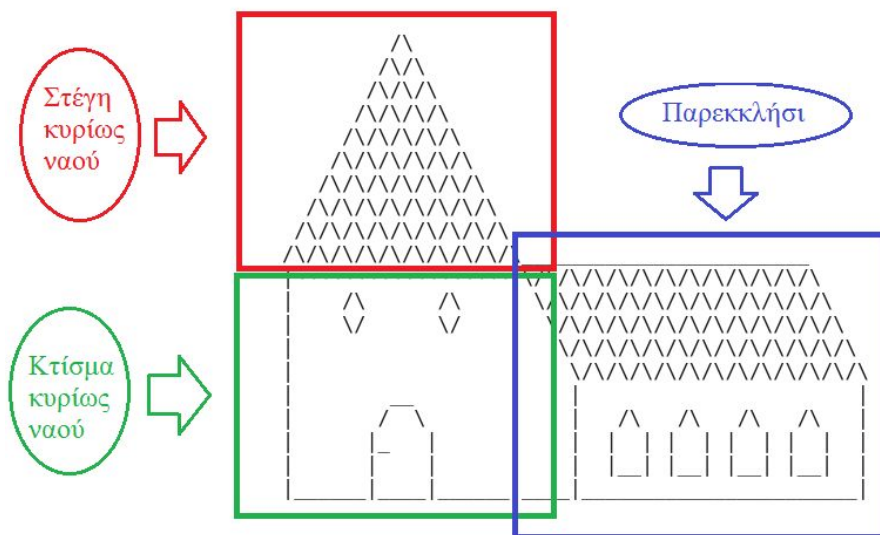 Στέγη
κυρίως
ναού
Παρεκκλήσι
Κτίσμα
κυρίως
ναού